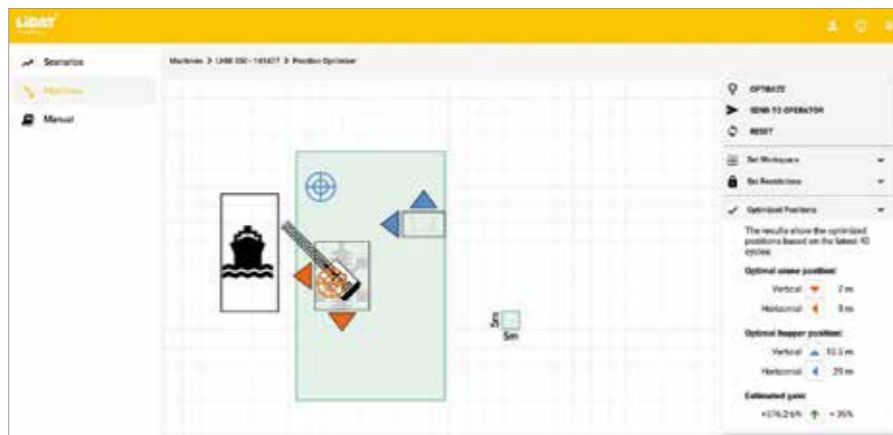 LiDAT
Scenarios
Machines
Manual
Machines > LHM 550 - > Position Optimizer
OPTIMIZE
SEND TO OPERATOR
RESET
Set Workspace
Set Restrictions
Optimized Positions
The results show the optimized
positions based on the latest 10
cycles:
Optimal crane position:
Vertical 2 m
Horizontal m
Optimal hopper position:
Vertical 10.5 m
Horizontal 29 m
Estimated gain:
+ 35%
5m
5m